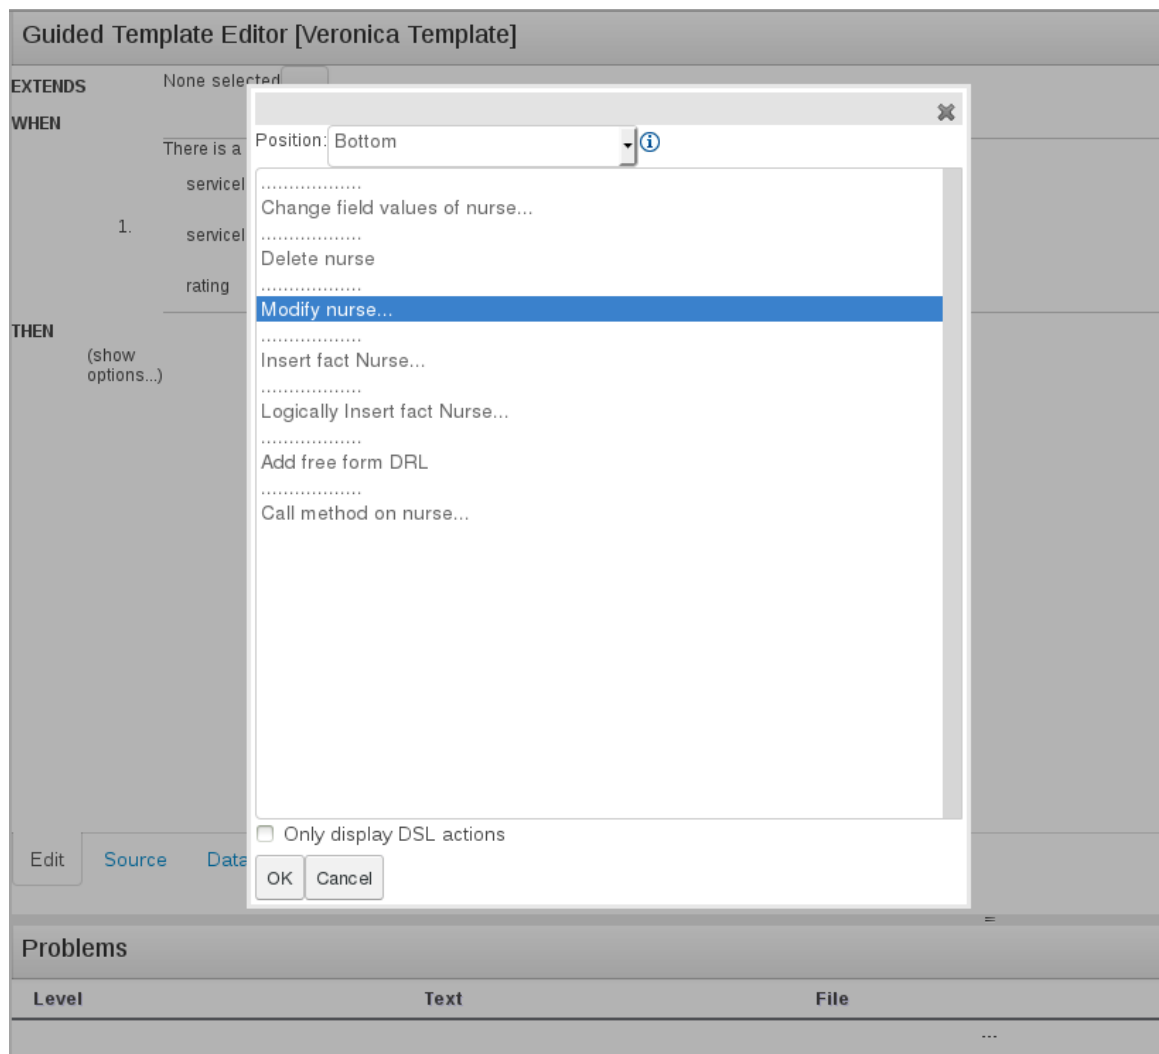 Guided Template Editor [Veronica Template]
EXTENDS None selected
WHEN
Position: Bottom
There is a
serviceI
1.
serviceI
rating
THEN
(show
options...)
..................
Change field values of nurse...
..................
Delete nurse
..................
Modify nurse...
..................
Insert fact Nurse...
..................
Logically Insert fact Nurse...
..................
Add free form DRL
..................
Call method on nurse...
Only display DSL actions
OK Cancel
Edit Source Data
Problems
Level Text File
...